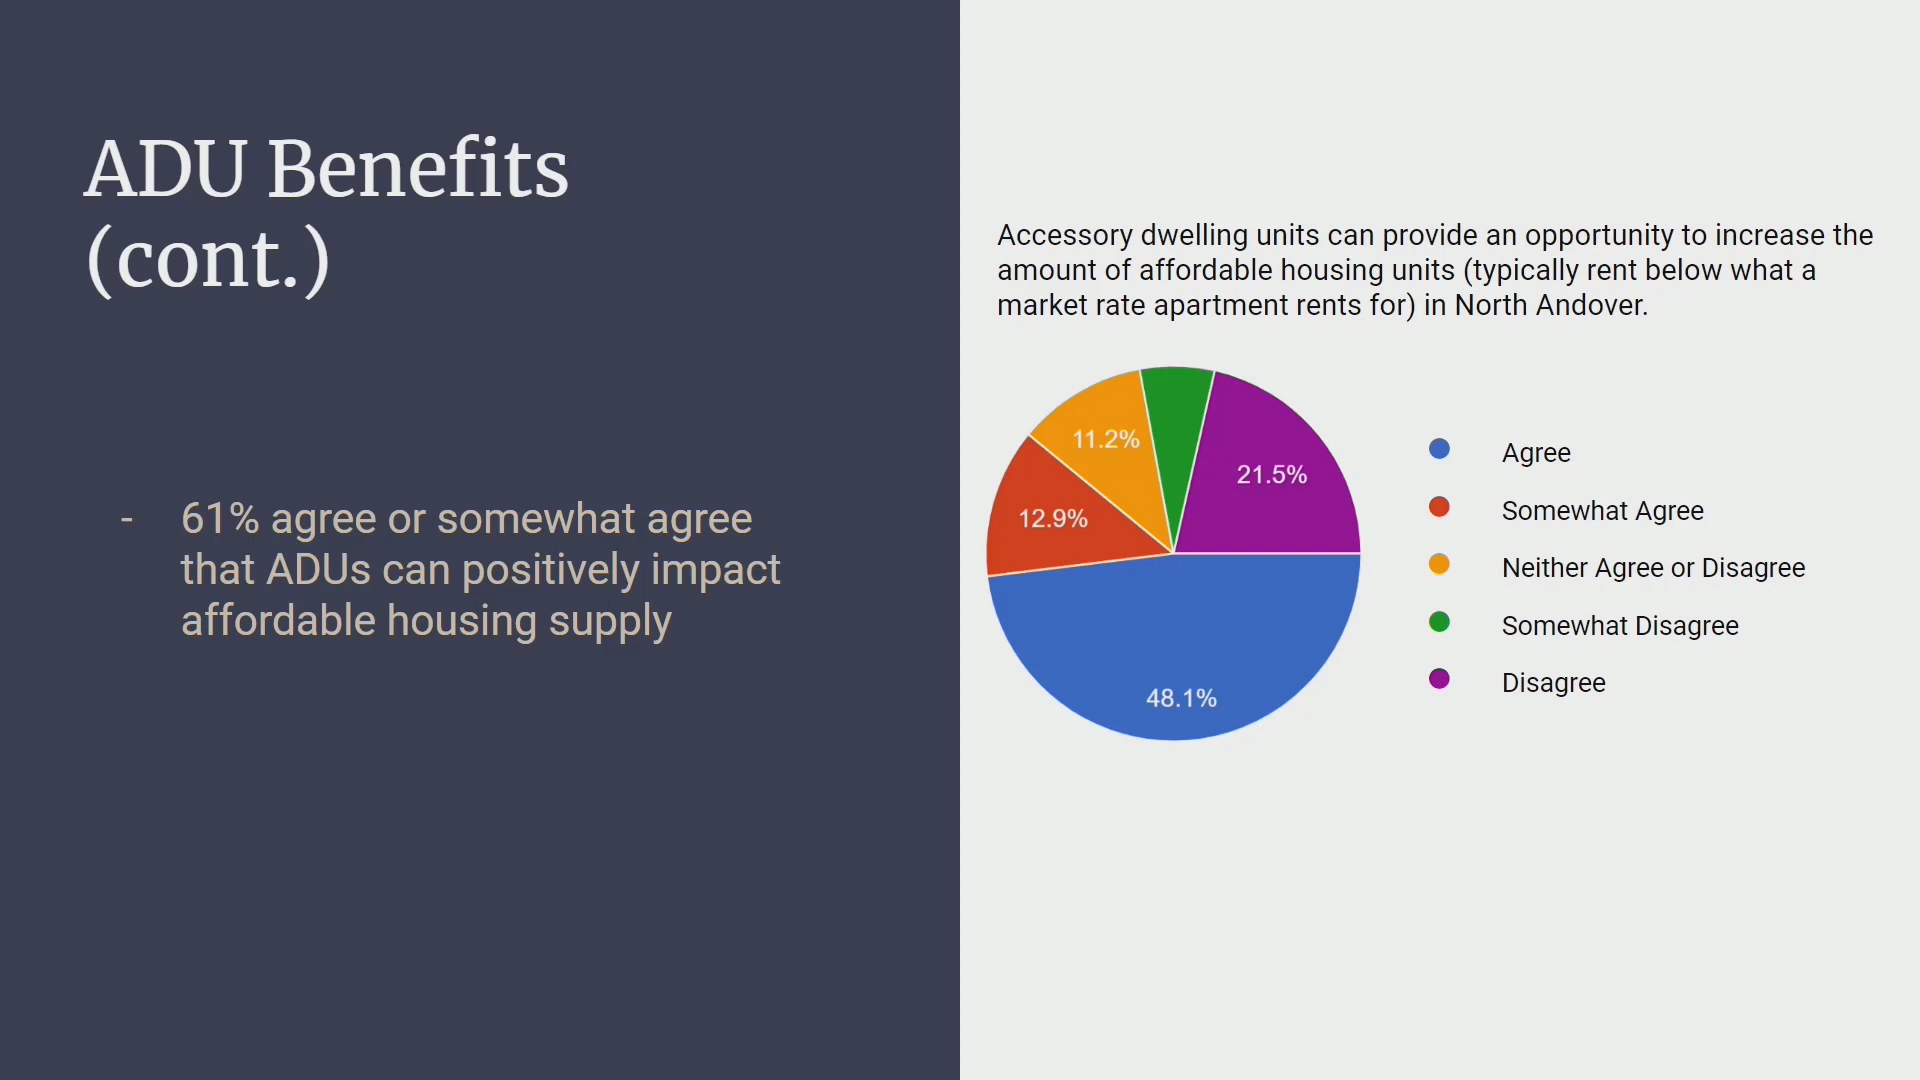 ADU Benefits
(cont.)
- 61% agree or somewhat agree
that ADUs can positively impact
affordable housing supply
Accessory dwelling units can provide an opportunity to increase the
amount of affordable housing units (typically rent below what a
market rate apartment rents for) in North Andover.
11.2%
21.5%
12.9%
48.1%
Agree
Somewhat Agree
Neither Agree or Disagree
Somewhat Disagree
Disagree